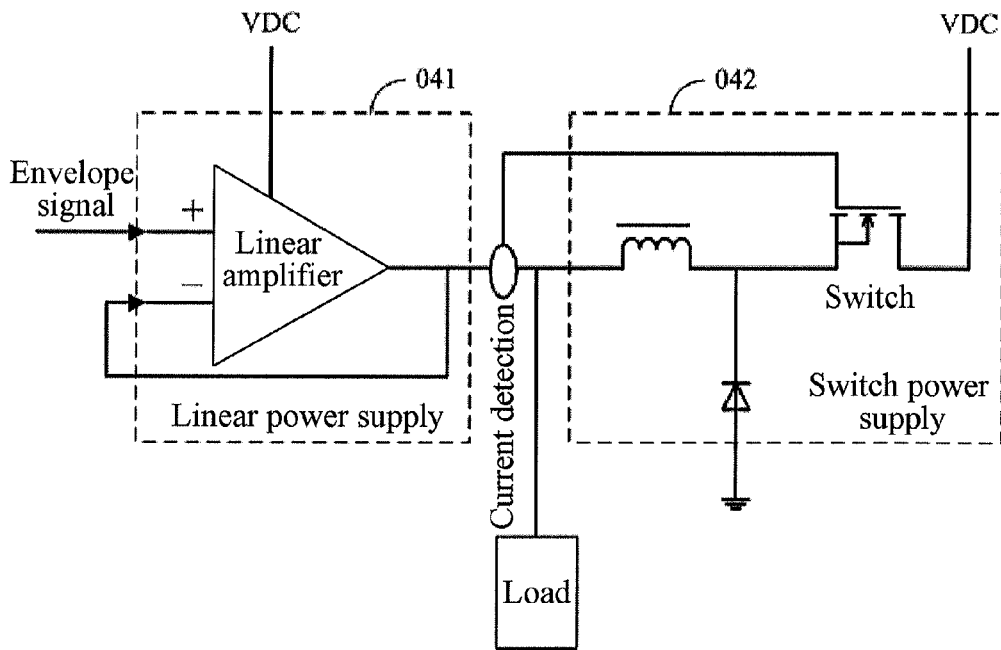 VDC
VDC
041
042
Envelope
signal
+
−
Linear
amplifier
Switch
Linear power supply
Current detection
Switch power
supply
Load